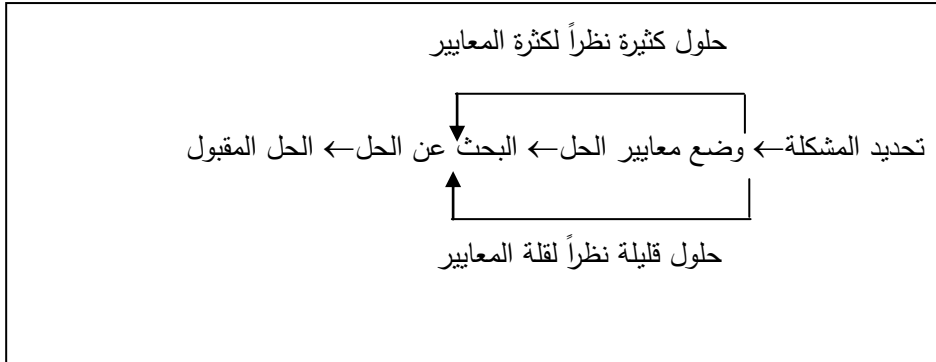 حلول كثيرة نظراً لكثرة المعايير
تحديد المشكلة← وضع معايير الحل← البحث عن الحل← الحل المقبول
حلول قليلة نظراً لقلة المعايير